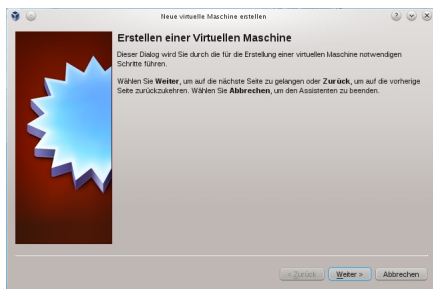 Neue virtuelle Maschine erstellen
Erstellen einer Virtuellen Maschine
Dieser Dialog wird Sie durch die für die Erstellung einer virtuellen Maschine notwendigen
Schritte führen.
Wählen Sie Weiter, um auf die nächste Seite zu gelangen oder Zurück, um auf die vorherige
Seite zurückzukehren. Wählen Sie Abbrechen, um den Assistenten zu beenden.
< Zurück Weiter > Abbrechen